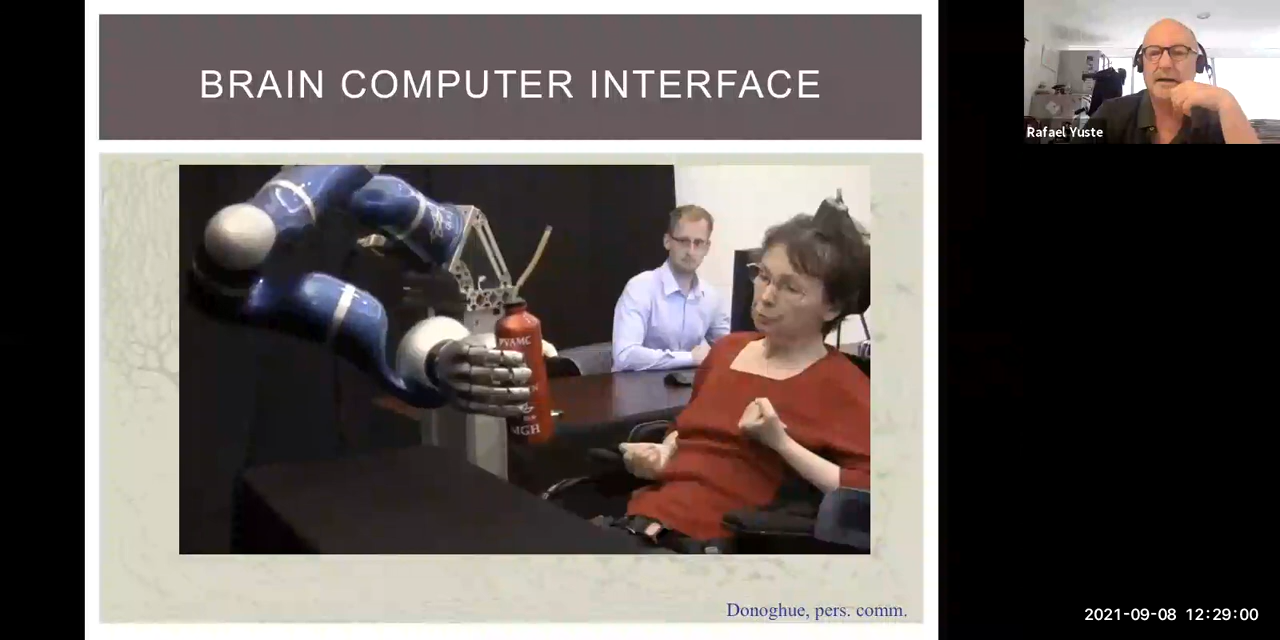 BRAIN COMPUTER INTERFACE
Rafael Yuste
PVAMC
MGH
Donoghue, pers. comm.
2021-09-08 12:29:00